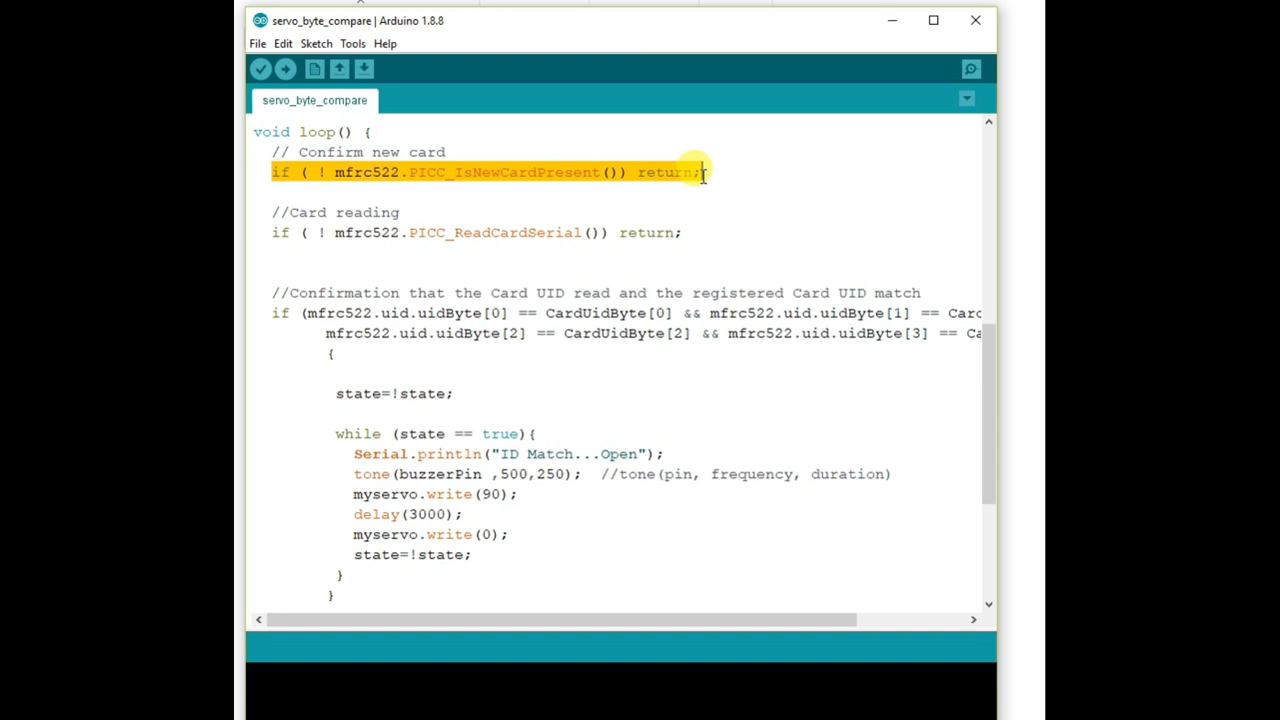 servo_byte_compare | Arduino 1.8.8
File Edit Sketch Tools Help
servo_byte_compare
void loop() {
// Confirm new card
if ( ! mfrc522.PICC_IsNewCardPresent()) return;
//Card reading
if ( ! mfrc522.PICC_ReadCardSerial()) return;
//Confirmation that the Card UID read and the registered Card UID match
if (mfrc522.uid.uidByte[0] == CardUidByte[0] && mfrc522.uid.uidByte[1] == Card
mfrc522.uid.uidByte[2] == CardUidByte[2] && mfrc522.uid.uidByte[3] == Ca
{
state=!state;
while (state == true){
Serial.println("ID Match...Open");
tone(buzzerPin ,500,250); //tone(pin, frequency, duration)
myservo.write(90);
delay(3000);
myservo.write(0);
state=!state;
}
}